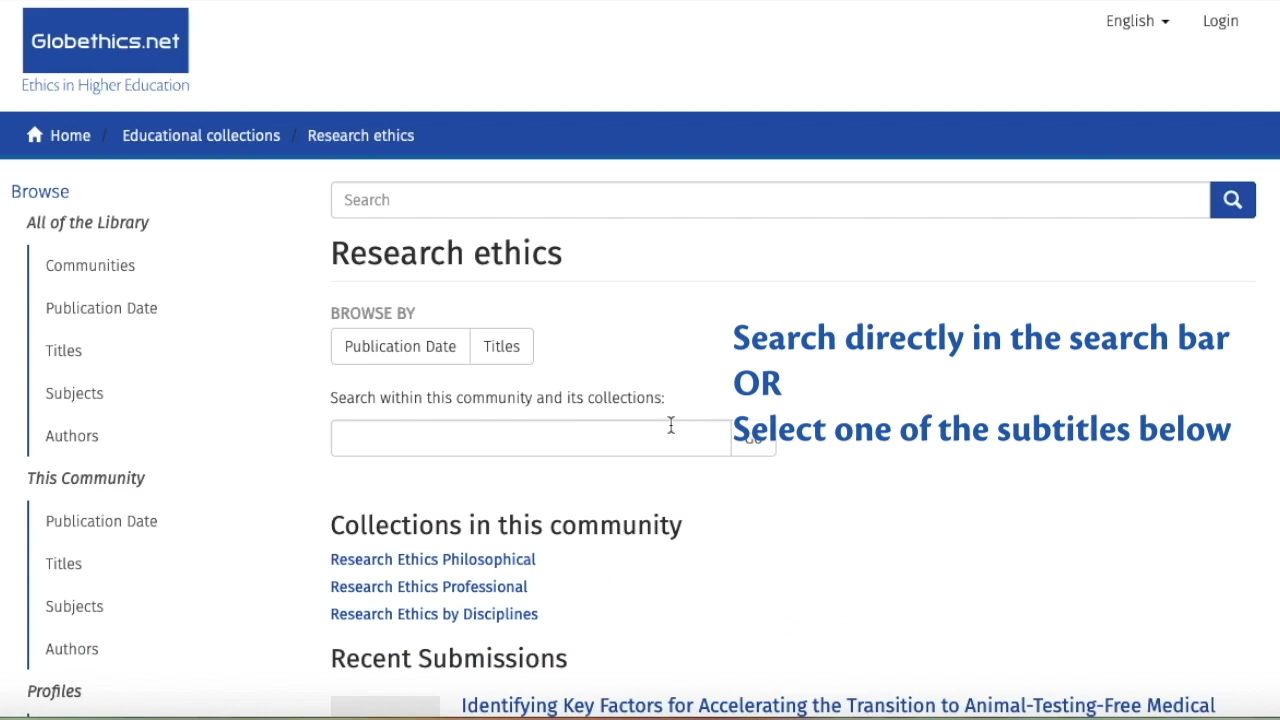 Globethics.net
Ethics in Higher Education
English
Login
Home / Educational collections / Research ethics
Browse
All of the Library
Communities
Publication Date
Titles
Subjects
Authors
This Community
Publication Date
Titles
Subjects
Authors
Profiles
Search
Research ethics
BROWSE BY
Publication Date
Titles
Search within this community and its collections:
Go
Search directly in the search bar
OR
Select one of the subtitles below
Collections in this community
Research Ethics Philosophical
Research Ethics Professional
Research Ethics by Disciplines
Recent Submissions
Identifying Key Factors for Accelerating the Transition to Animal-Testing-Free Medical